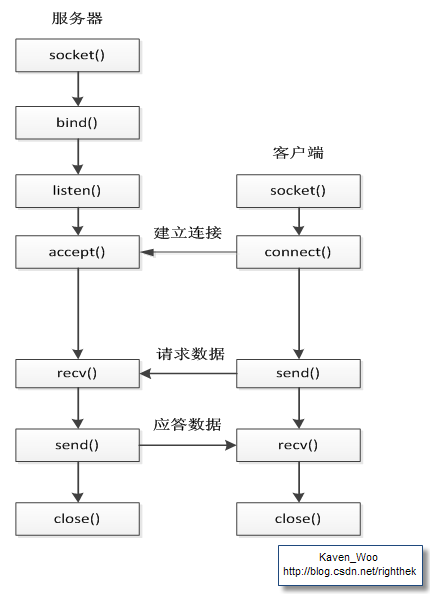 服务器
socket()
bind()
客户端
listen()
socket()
accept()
建立连接
connect()
recv()
请求数据
send()
send()
应答数据
recv()
close()
close()
Kaven_Woo
http://blog.csdn.net/righthek